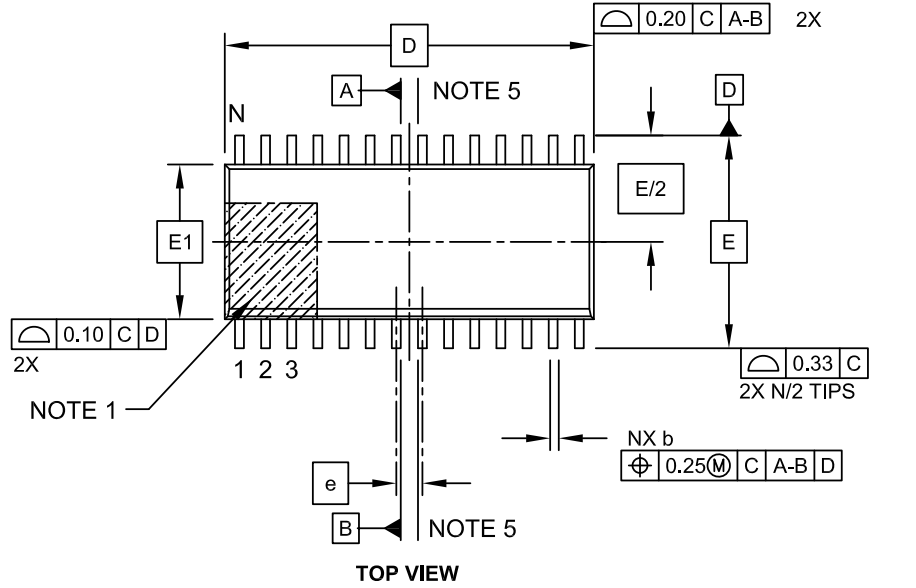 0.20 C A-B 2X
D
A NOTE 5 D
N
E/2
E1 E
0.10 C D
2X
0.33 C
2X N/2 TIPS
1 2 3
NOTE 1
NX b
0.25Ⓜ C A-B D
e
B NOTE 5
TOP VIEW